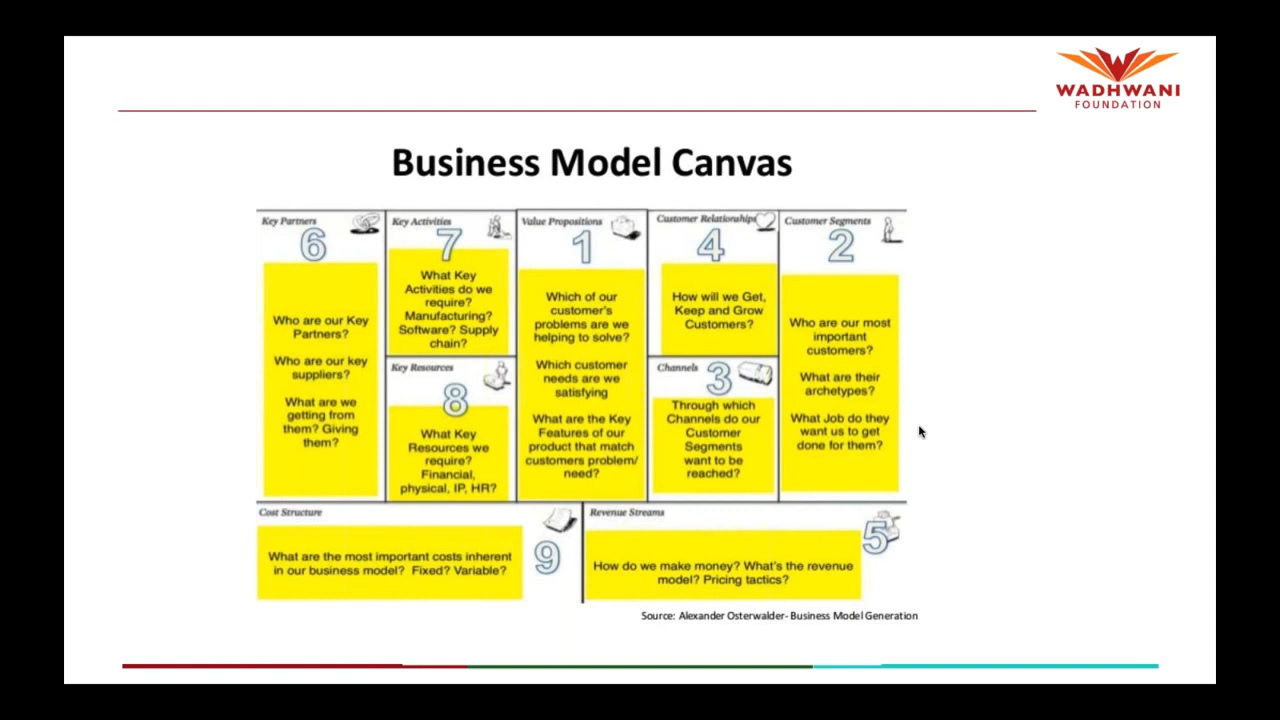 WADHWANI
FOUNDATION
Business Model Canvas
Key Partners
6
Who are our Key
Partners?
Who are our key
suppliers?
What are we
getting from
them? Giving
them?
Key Activities
7
What Key
Activities do we
require?
Manufacturing?
Software? Supply
chain?
Key Resources
8
What Key
Resources we
require?
Financial,
physical, IP, HR?
Value Propositions
1
Which of our
customer's
problems are we
helping to solve?
Which customer
needs are we
satisfying
What are the Key
Features of our
product that match
customers problem/
need?
Customer Relationships
4
How will we Get,
Keep and Grow
Customers?
Channels
3
Through which
Channels do our
Customer
Segments
want to be
reached?
Customer Segments
2
Who are our most
important
customers?
What are their
archetypes?
What Job do they
want us to get
done for them?
Cost Structure
9
What are the most important costs inherent
in our business model? Fixed? Variable?
Revenue Streams
5
How do we make money? What's the revenue
model? Pricing tactics?
Source: Alexander Osterwalder- Business Model Generation